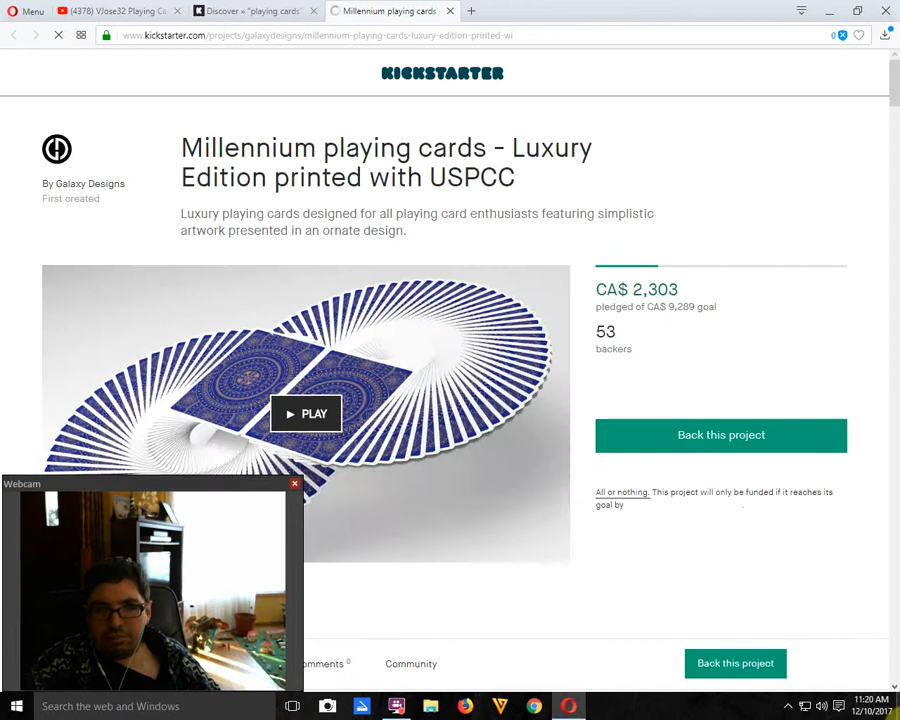 Menu
(4378) VJose32 Playing Ca
Discover » "playing cards"
Millennium playing cards -
www.kickstarter.com/projects/galaxydesigns/millennium-playing-cards-luxury-edition-printed-wi
0
KICKSTARTER
Millennium playing cards - Luxury
Edition printed with USPCC
By Galaxy Designs
First created
Luxury playing cards designed for all playing card enthusiasts featuring simplistic
artwork presented in an ornate design.
PLAY
CA$ 2,303
pledged of CA$ 9,289 goal
53
backers
Back this project
All or nothing. This project will only be funded if it reaches its
goal by
Webcam
omments 0
Community
Back this project
Search the web and Windows
11:20 AM
12/10/2017